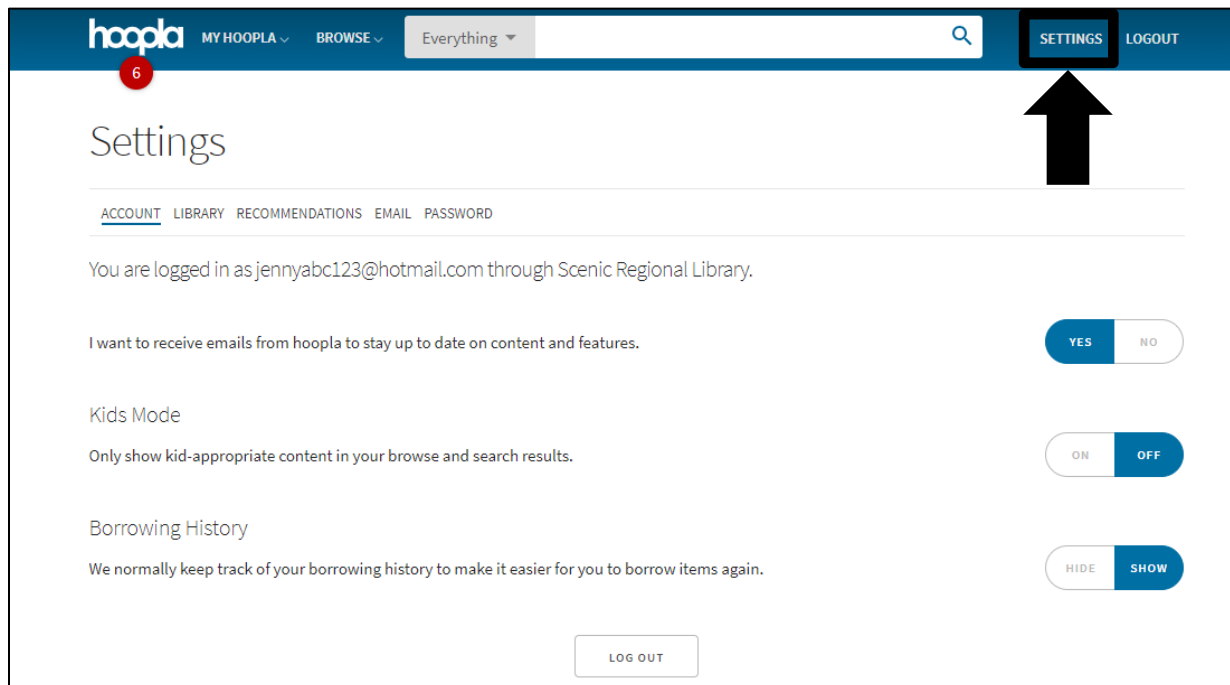 hoopla MY HOOPLA BROWSE Everything SETTINGS LOGOUT
6
Settings
ACCOUNT LIBRARY RECOMMENDATIONS EMAIL PASSWORD
You are logged in as jennyabc123@hotmail.com through Scenic Regional Library.
I want to receive emails from hoopla to stay up to date on content and features. YES NO
Kids Mode
Only show kid-appropriate content in your browse and search results. ON OFF
Borrowing History
We normally keep track of your borrowing history to make it easier for you to borrow items again. HIDE SHOW
LOG OUT